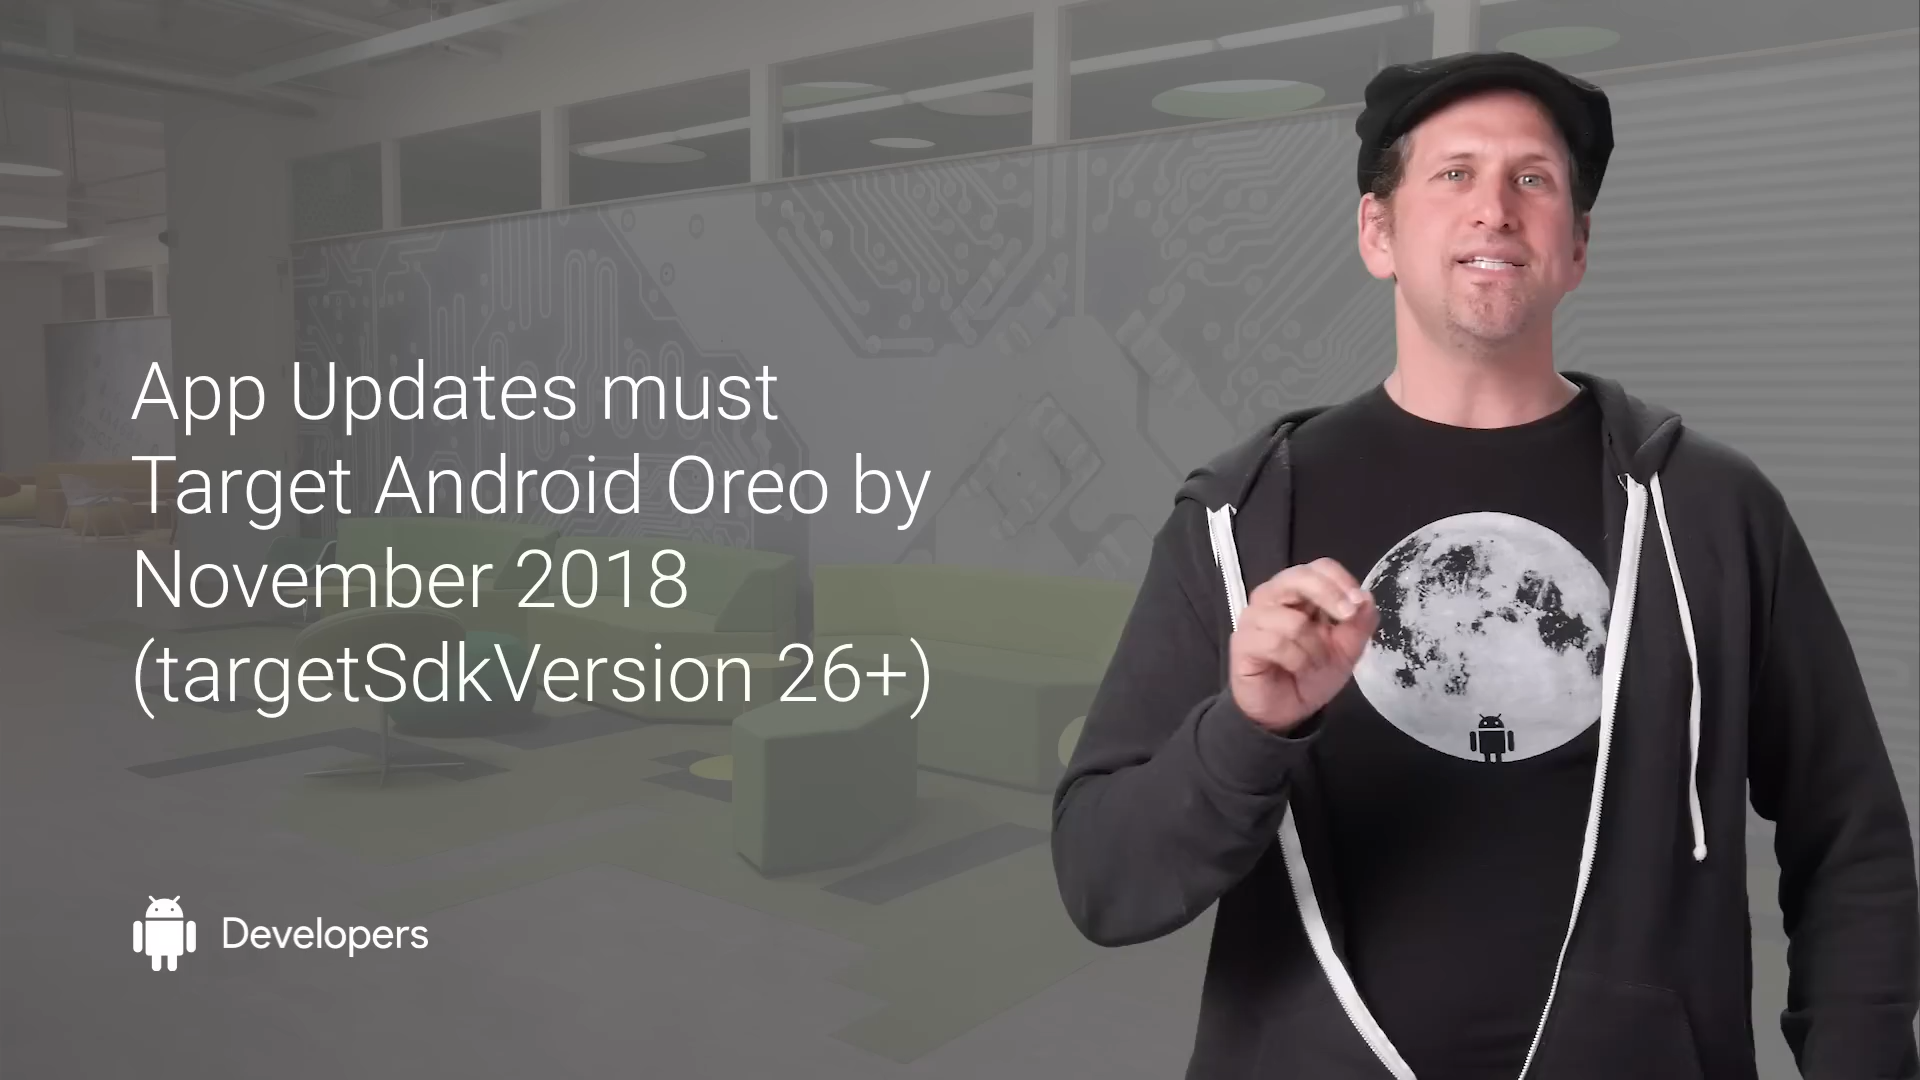 App Updates must
Target Android Oreo by
November 2018
(targetSdkVersion 26+)
Developers